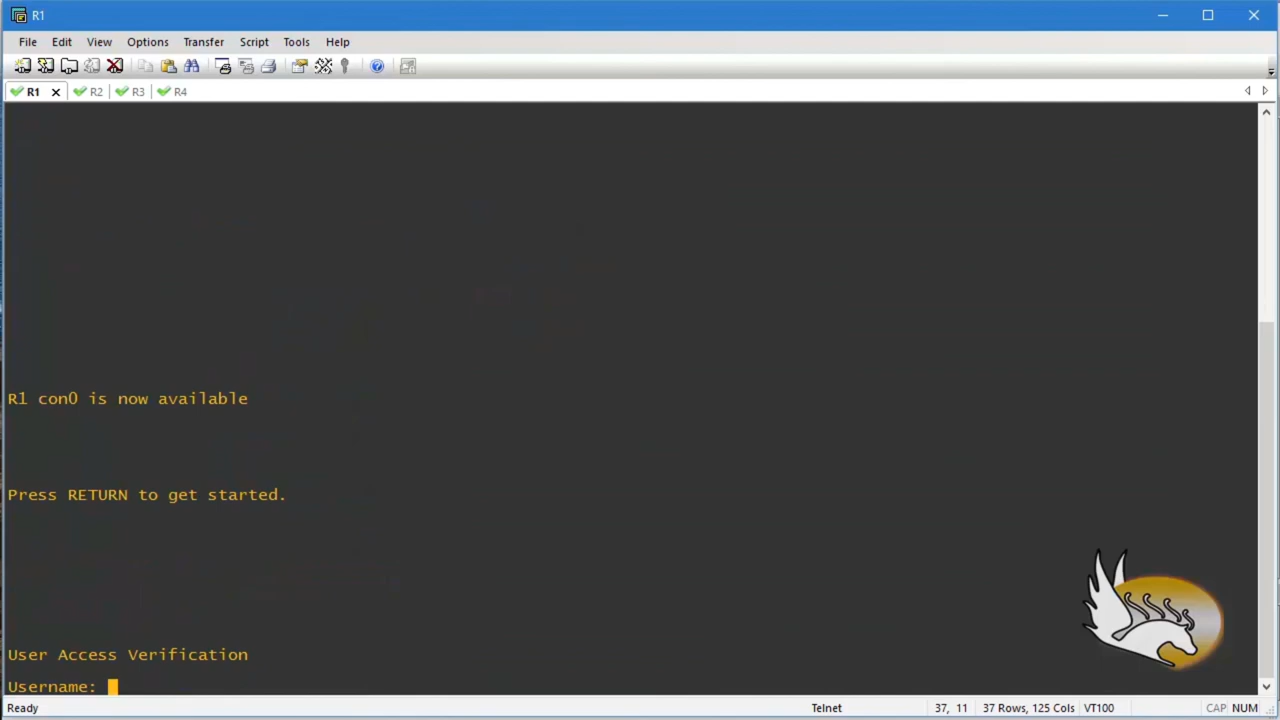 R1
File Edit View Options Transfer Script Tools Help
R1 R2 R3 R4
R1 con0 is now available
Press RETURN to get started.
User Access Verification
Username:
Ready Telnet 37, 11 37 Rows, 125 Cols VT100 CAP NUM